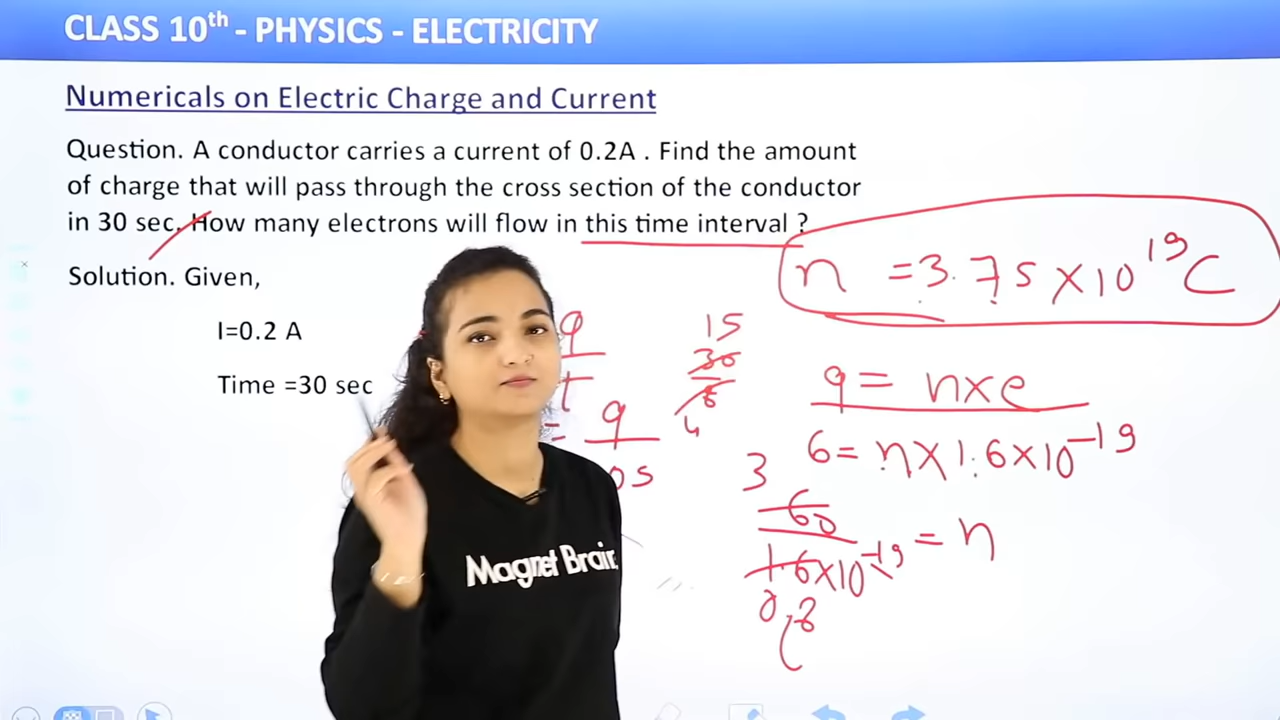 CLASS 10th - PHYSICS - ELECTRICITY
Numericals on Electric Charge and Current
Question. A conductor carries a current of 0.2A . Find the amount
of charge that will pass through the cross section of the conductor
in 30 sec. How many electrons will flow in this time interval ?
Solution. Given,
I=0.2 A
Time =30 sec
n = 3.75 × 10^19 C
q
t
= q
15
30
4
q = n×e
6 = n × 1.6 × 10^-19
3
60
1.6×10^-19 = n
Magnet Brain